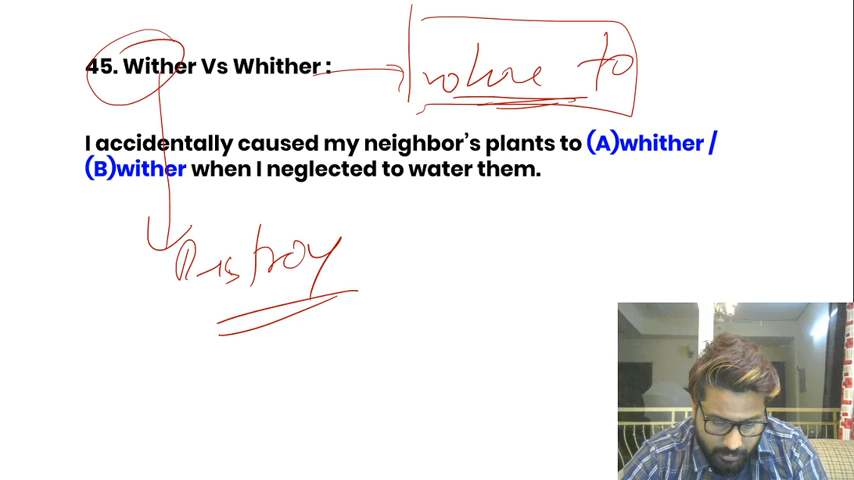 45. Wither Vs Whither :
where to
I accidentally caused my neighbor's plants to (A)whither /
(B)wither when I neglected to water them.
Destroy